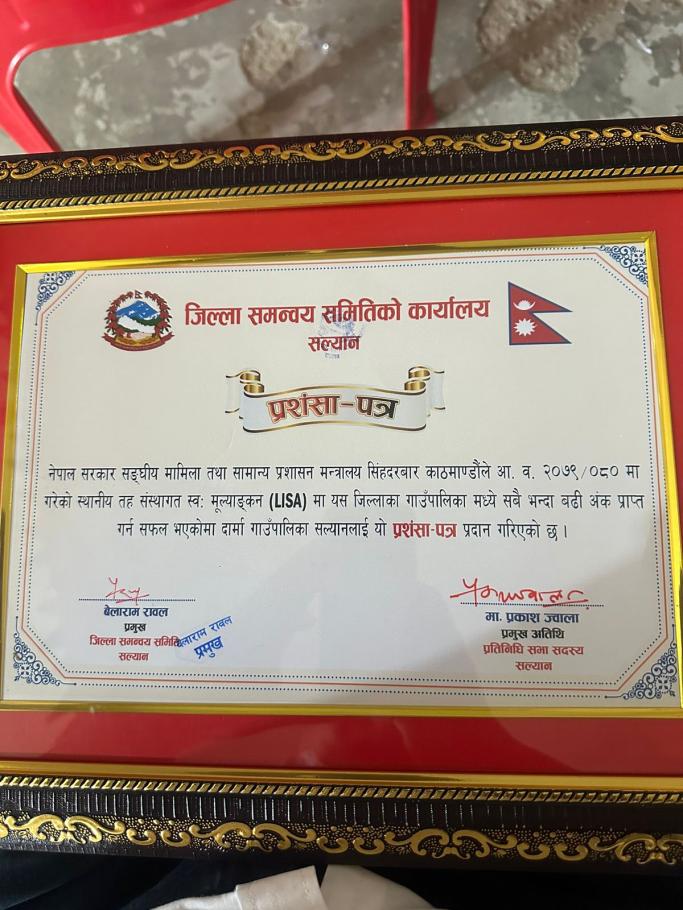 जिल्ला समन्वय समितिको कार्यालय
सल्यान
प्रशंसा-पत्र
नेपाल सरकार सङ्घीय मामिला तथा सामान्य प्रशासन मन्त्रालय सिंहदरबार काठमाण्डौंले आ. व. २०७९/०८० मा
गरेको स्थानीय तह संस्थागत स्व: मूल्याङ्कन (LISA) मा यस जिल्लाका गाउँपालिका मध्ये सबै भन्दा बढी अंक प्राप्त
गर्न सफल भएकोमा दार्मा गाउँपालिका सल्यानलाई यो प्रशंसा-पत्र प्रदान गरिएको छ ।
बेलाराम रावल
प्रमुख
जिल्ला समन्वय समिति
सल्यान
बेलाराम रावल
प्रमुख
मा. प्रकाश ज्वाला
प्रमुख अतिथि
प्रतिनिधि सभा सदस्य
सल्यान